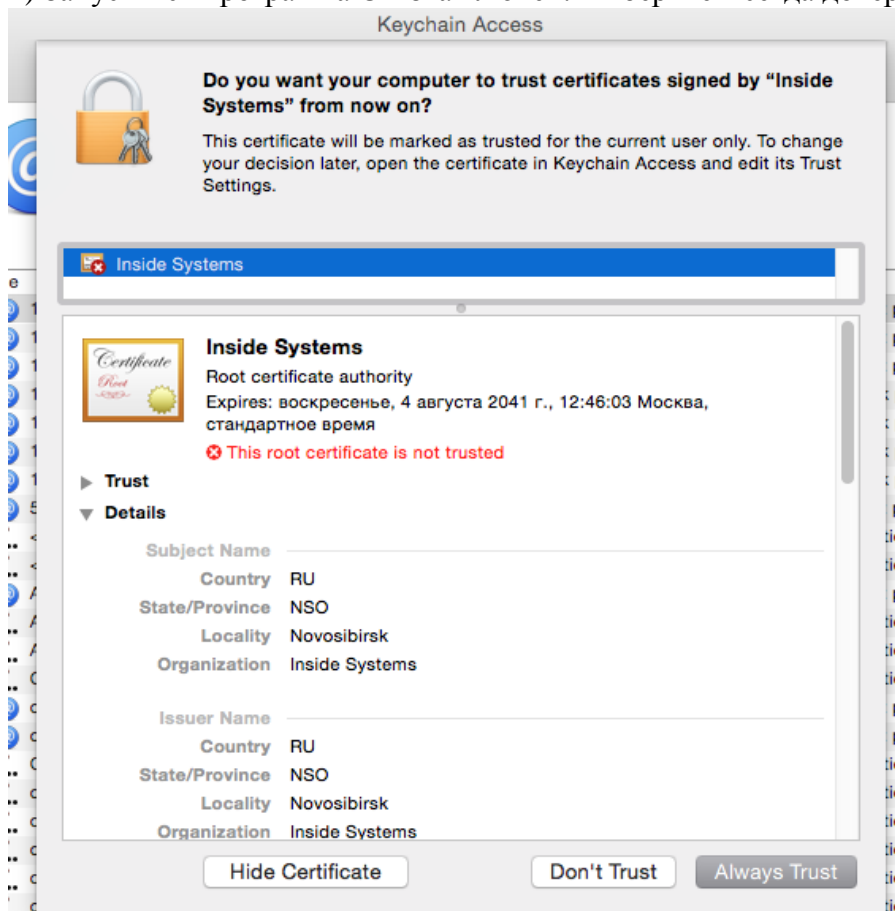 Keychain Access
Do you want your computer to trust certificates signed by “Inside
Systems” from now on?
This certificate will be marked as trusted for the current user only. To change
your decision later, open the certificate in Keychain Access and edit its Trust
Settings.
Inside Systems
Certificate
Root
Inside Systems
Root certificate authority
Expires: воскресенье, 4 августа 2041 г., 12:46:03 Москва,
стандартное время
This root certificate is not trusted
Trust
Details
Subject Name
Country RU
State/Province NSO
Locality Novosibirsk
Organization Inside Systems
Issuer Name
Country RU
State/Province NSO
Locality Novosibirsk
Organization Inside Systems
Hide Certificate
Don't Trust
Always Trust